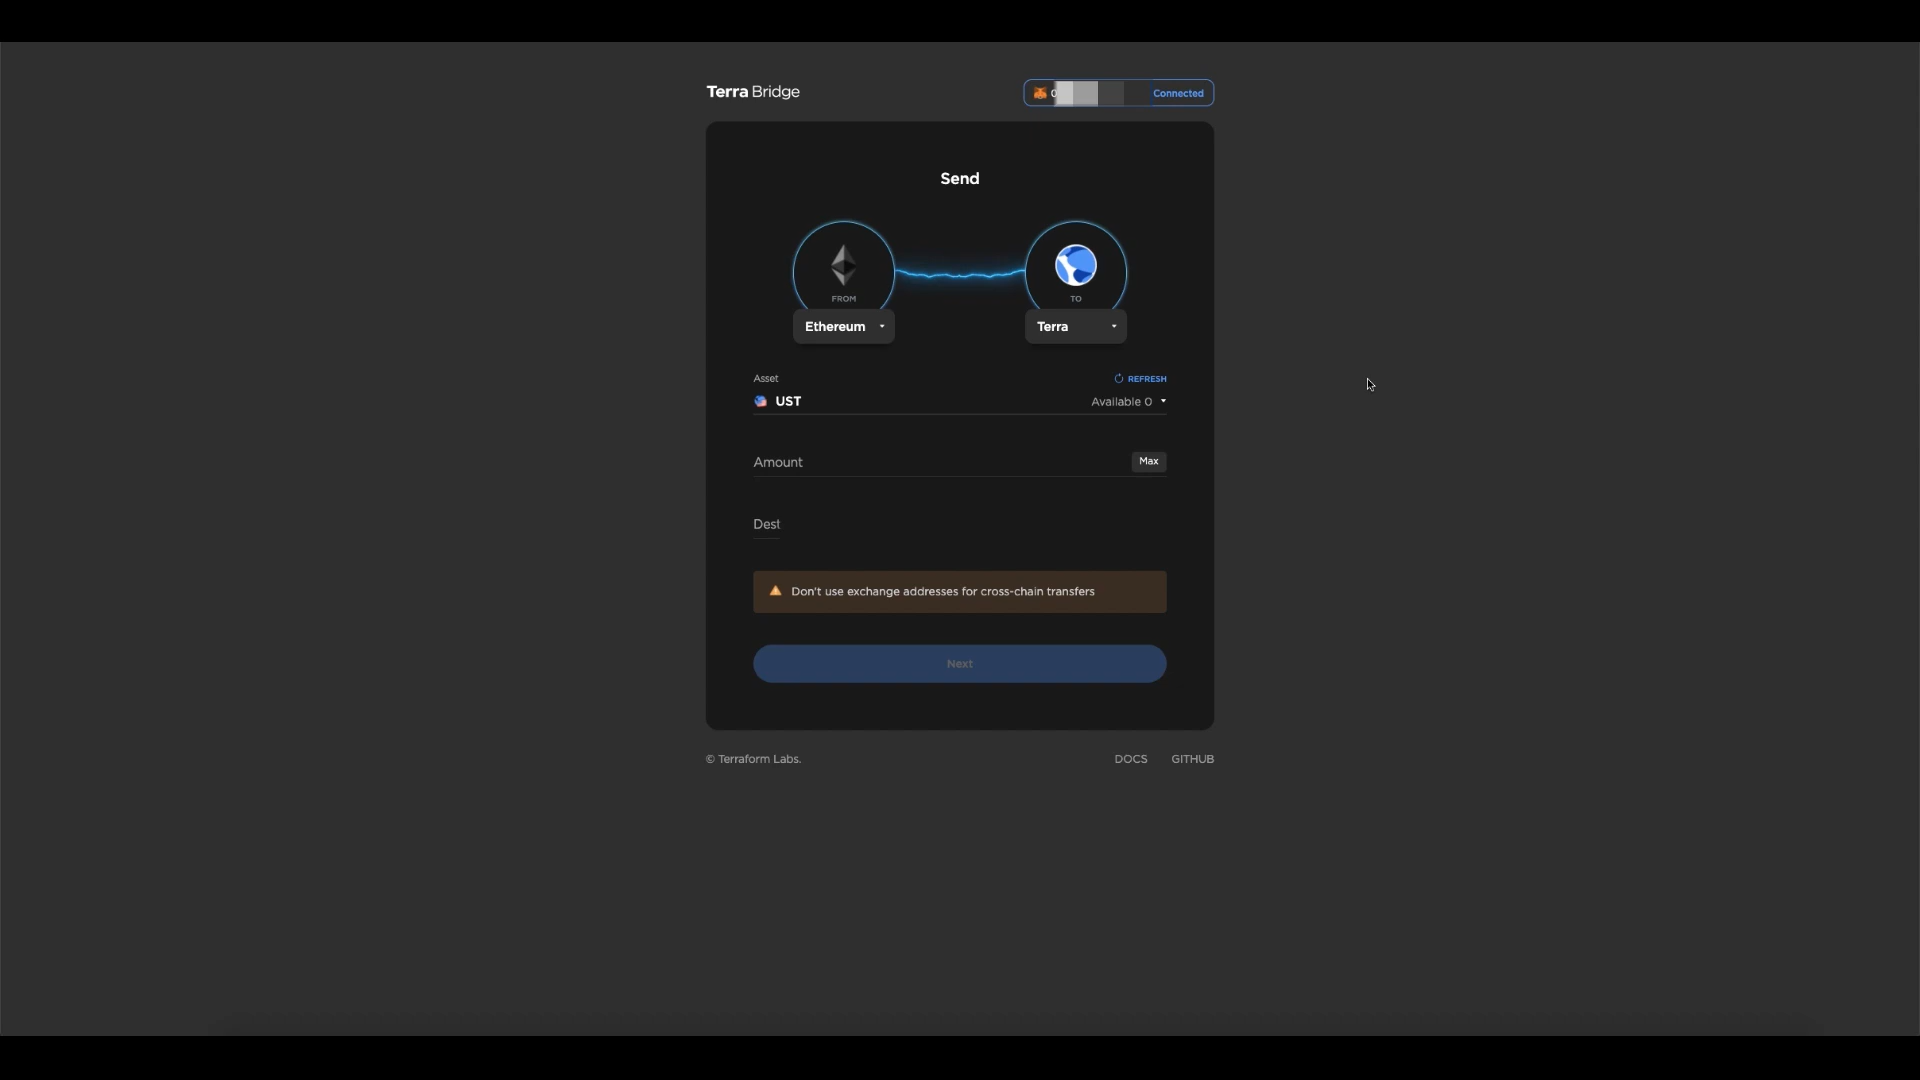 Terra Bridge
Connected
Send
FROM
TO
Ethereum
Terra
Asset
REFRESH
UST
Available 0
Amount
Max
Dest
Don't use exchange addresses for cross-chain transfers
Next
© Terraform Labs.
DOCS
GITHUB